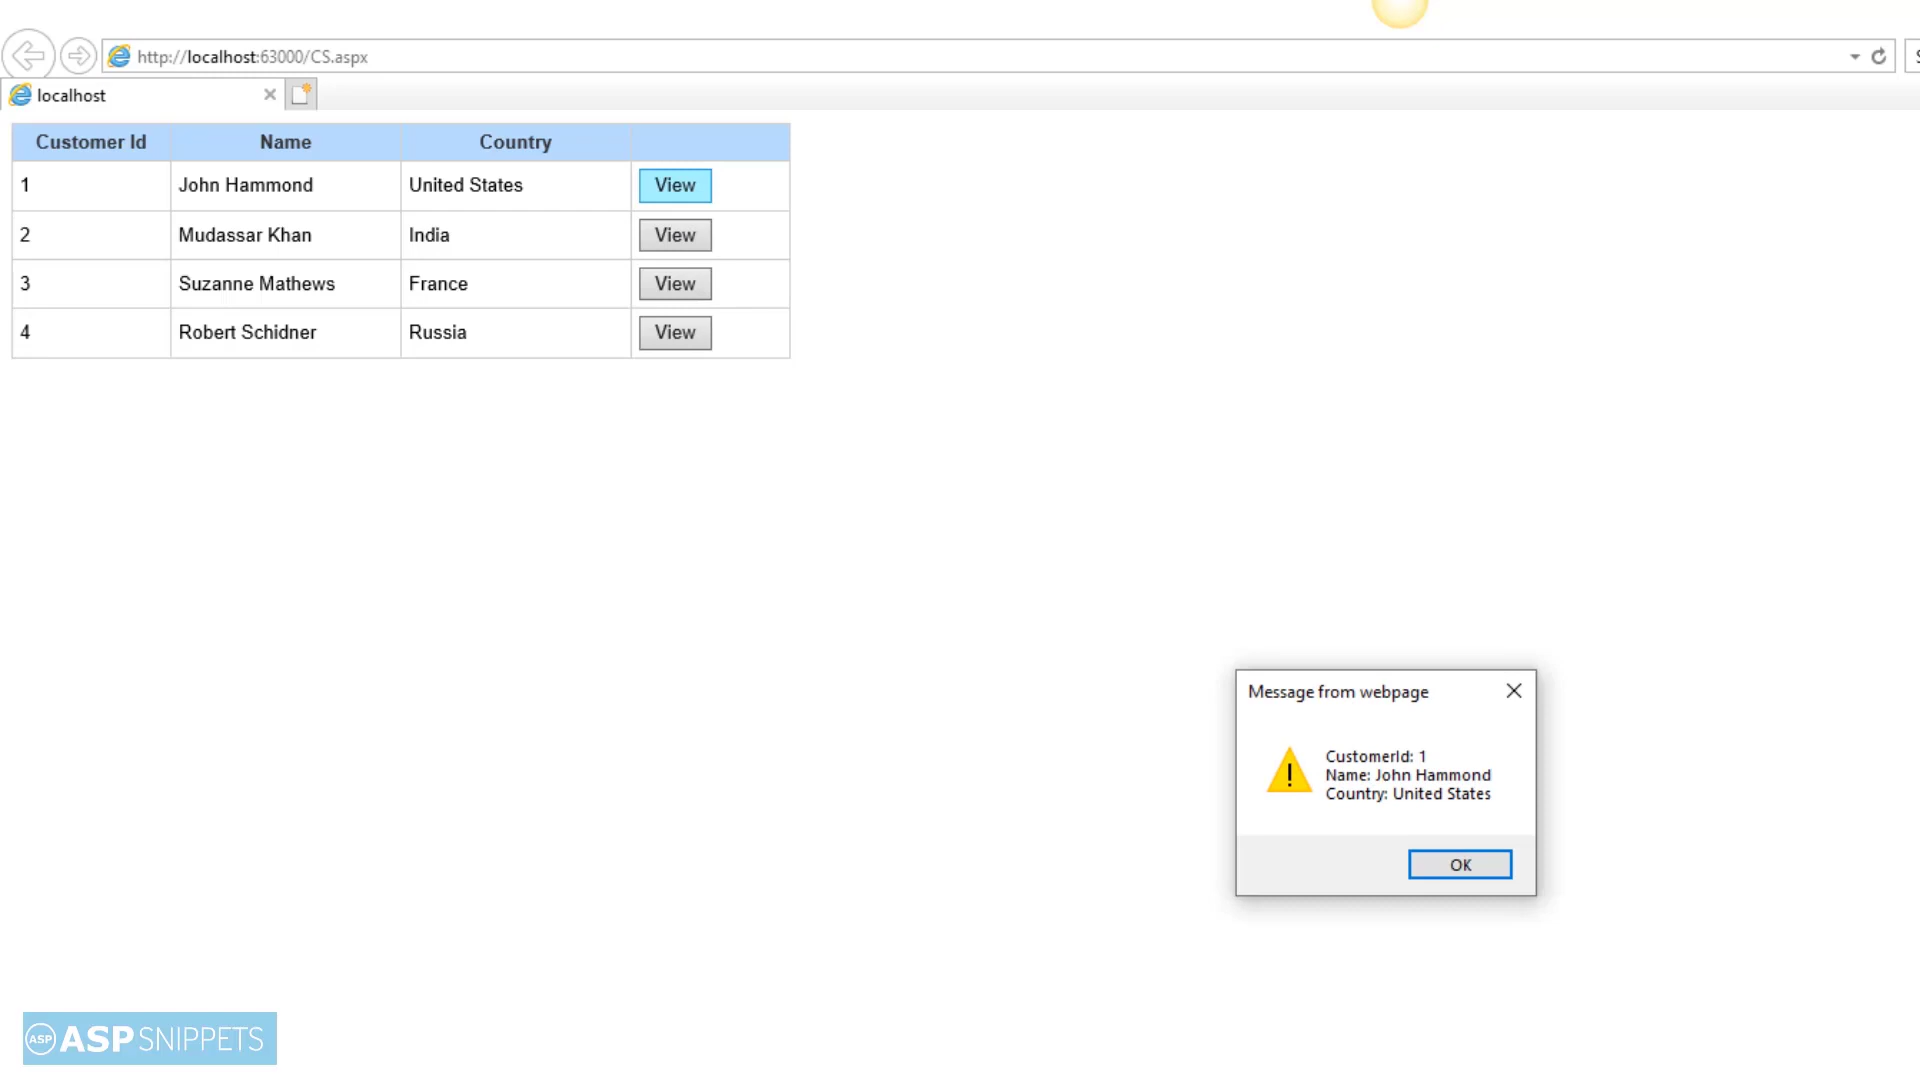 http://localhost:63000/CS.aspx
localhost
Customer Id Name Country
1 John Hammond United States View
2 Mudassar Khan India View
3 Suzanne Mathews France View
4 Robert Schidner Russia View
Message from webpage
CustomerId: 1
Name: John Hammond
Country: United States
OK
ASP ASPSNIPPETS